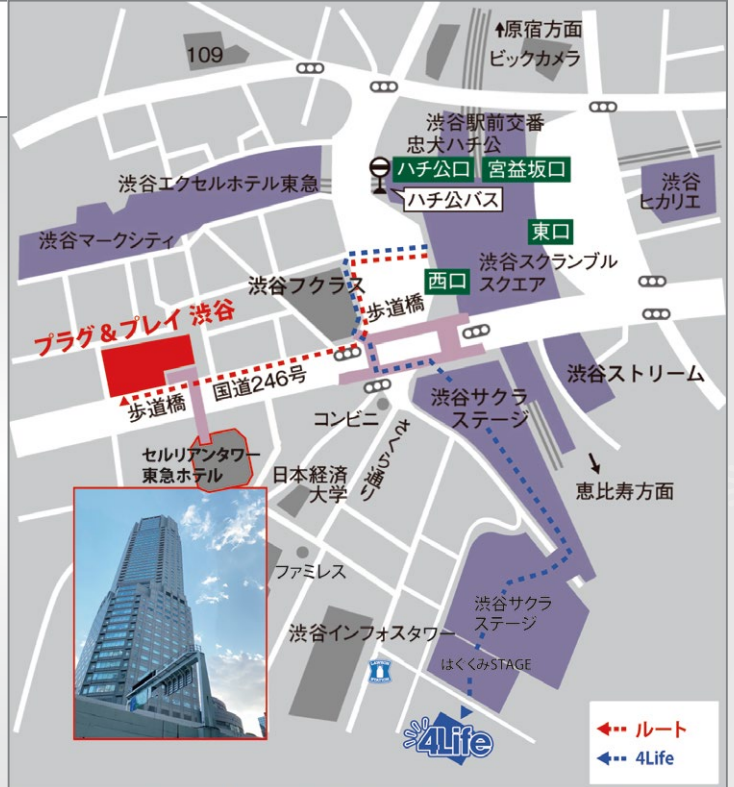 ↑原宿方面
109
ビックカメラ
渋谷駅前交番
忠犬ハチ公
ハチ公口
宮益坂口
渋谷エクセルホテル東急
ハチ公バス
渋谷
ヒカリエ
渋谷マークシティ
東口
渋谷スクランブル
スクエア
西口
渋谷フクラス
歩道橋
プラグ&プレイ 渋谷
国道246号
歩道橋
渋谷ストリーム
渋谷サクラ
ステージ
コンビニ
さくら通り
セルリアンタワー
東急ホテル
日本経済
大学
恵比寿方面
ファミレス
渋谷サクラ
ステージ
渋谷インフォスタワー
はぐくみSTAGE
LAWSON
STATION
4Life
ルート
4Life